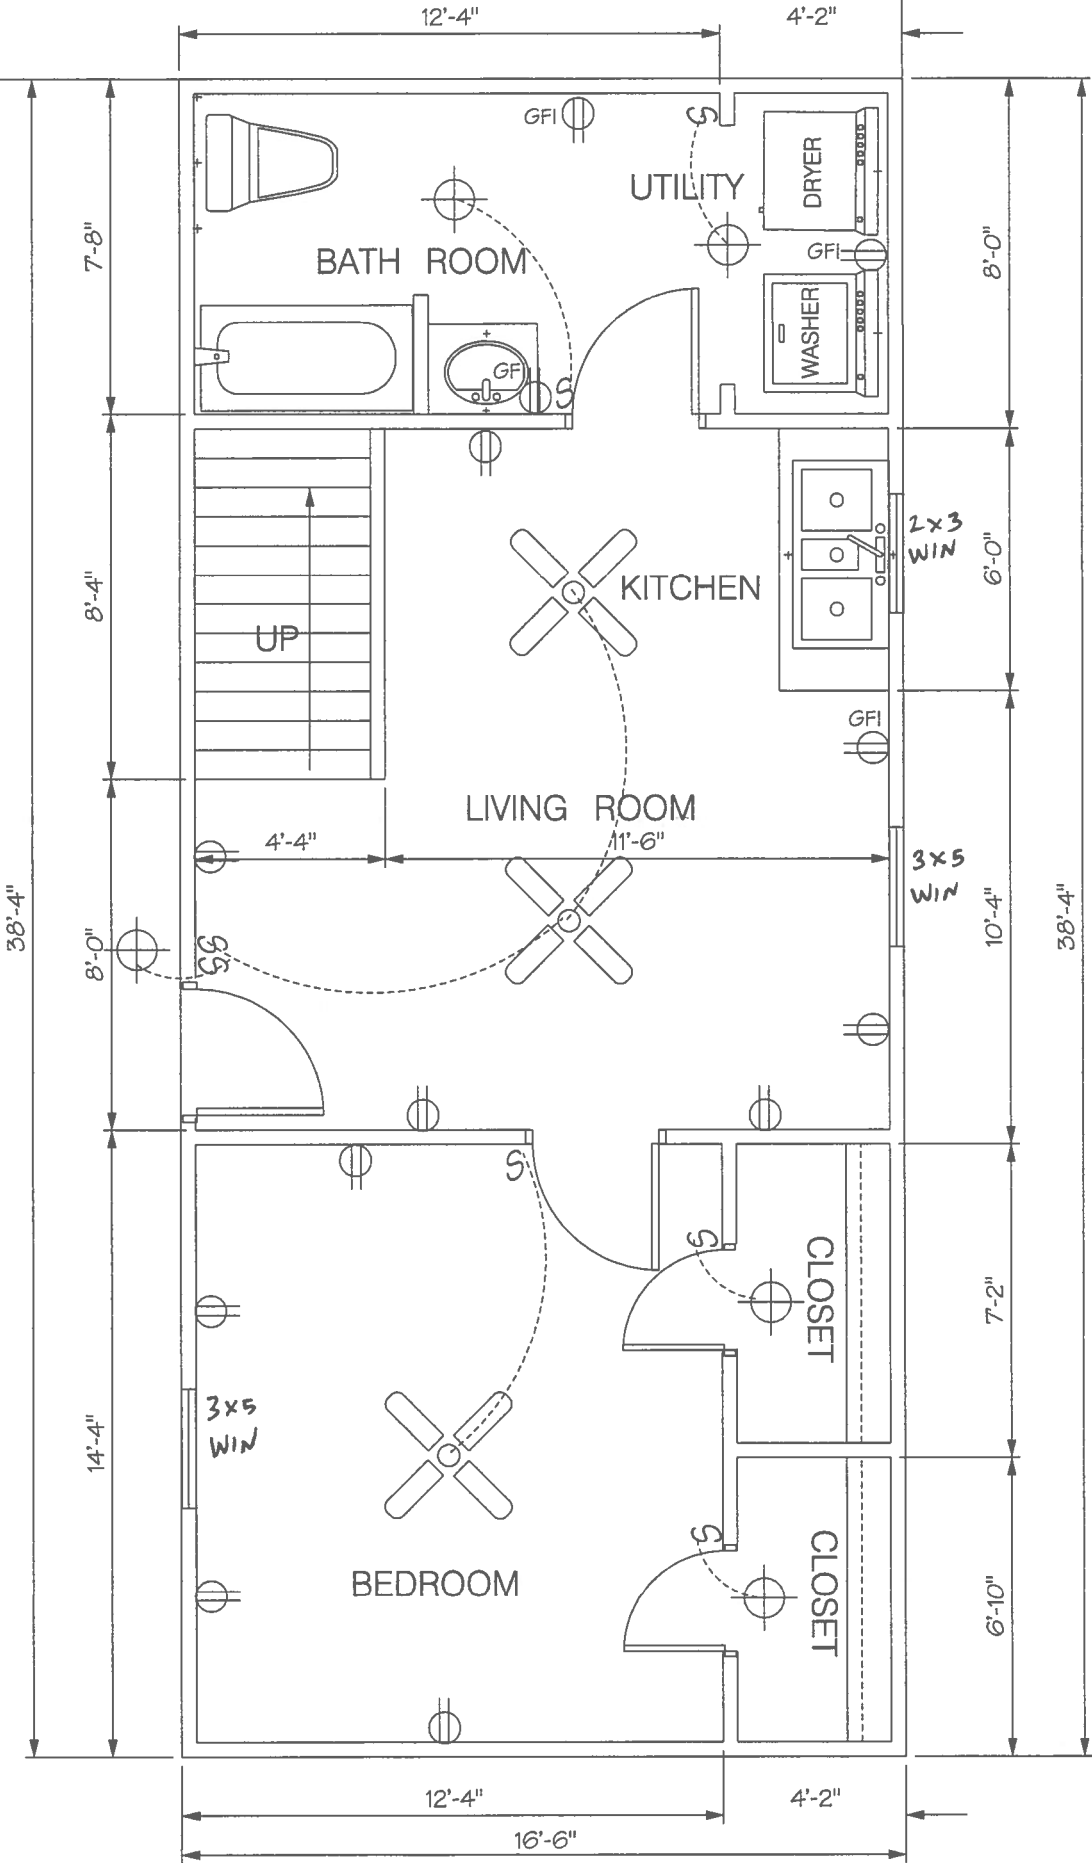 12'-4"
4'-2"
GFI
S
UTILITY
DRYER
7'-8"
BATH ROOM
8'-0"
GFI
WASHER
GF
S
2x3
WIN
6'-0"
KITCHEN
8'-4"
UP
GFI
LIVING ROOM
4'-4"
11'-6"
3x5
WIN
38'-4"
10'-4"
38'-4"
8'-0"
SS
S
S
CLOSET
7'-2"
3x5
WIN
14'-4"
S
CLOSET
BEDROOM
6'-10"
12'-4"
4'-2"
16'-6"